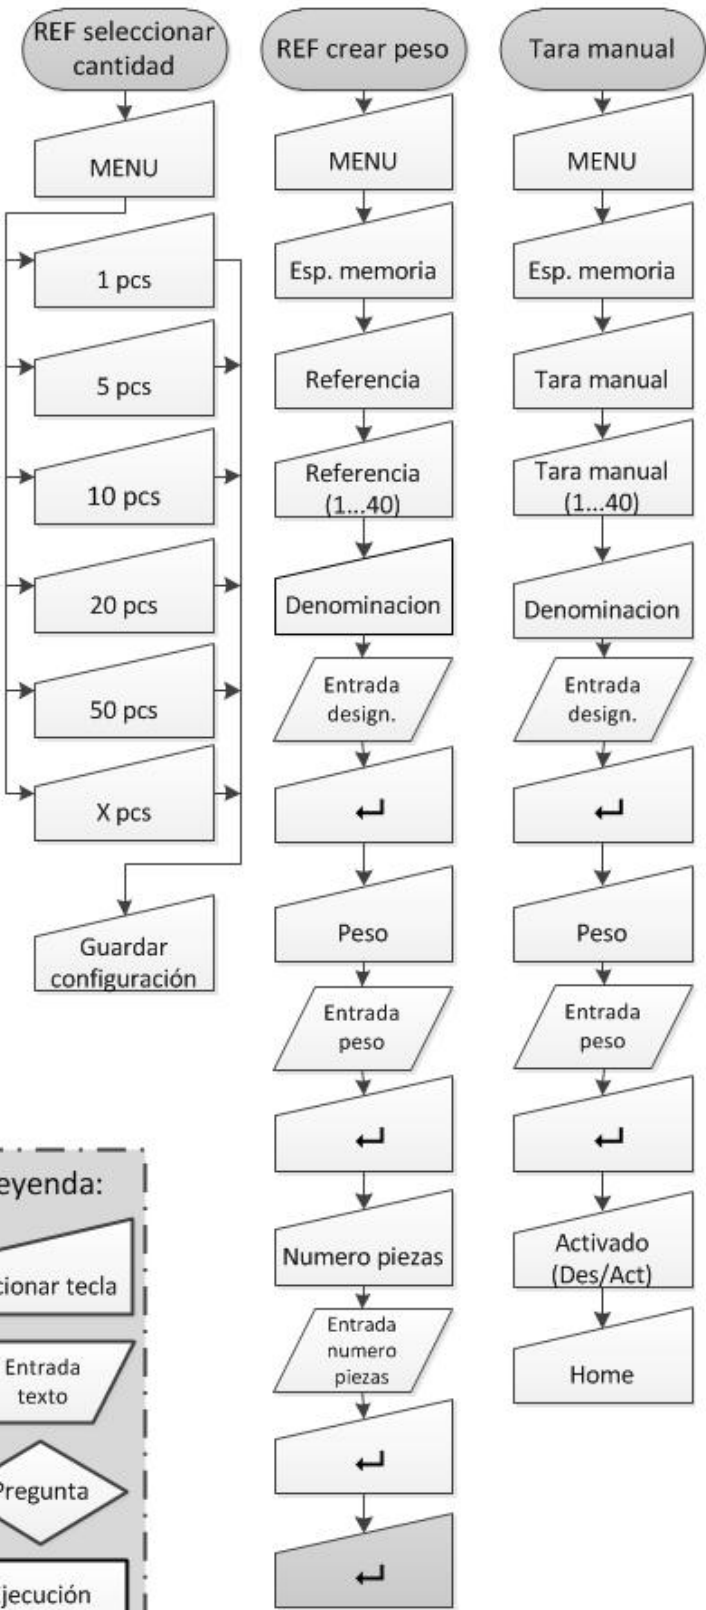 REF seleccionar
cantidad
MENU
1 pcs
5 pcs
10 pcs
20 pcs
50 pcs
X pcs
Guardar
configuración
REF crear peso
MENU
Esp. memoria
Referencia
Referencia
(1...40)
Denominacion
Entrada
design.
↵
Peso
Entrada
peso
↵
Numero piezas
Entrada
numero
piezas
↵
↵
Tara manual
MENU
Esp. memoria
Tara manual
Tara manual
(1...40)
Denominacion
Entrada
design.
↵
Peso
Entrada
peso
↵
Activado
(Des/Act)
Home
eyenda:
cionar tecla
Entrada
texto
Pregunta
jecución